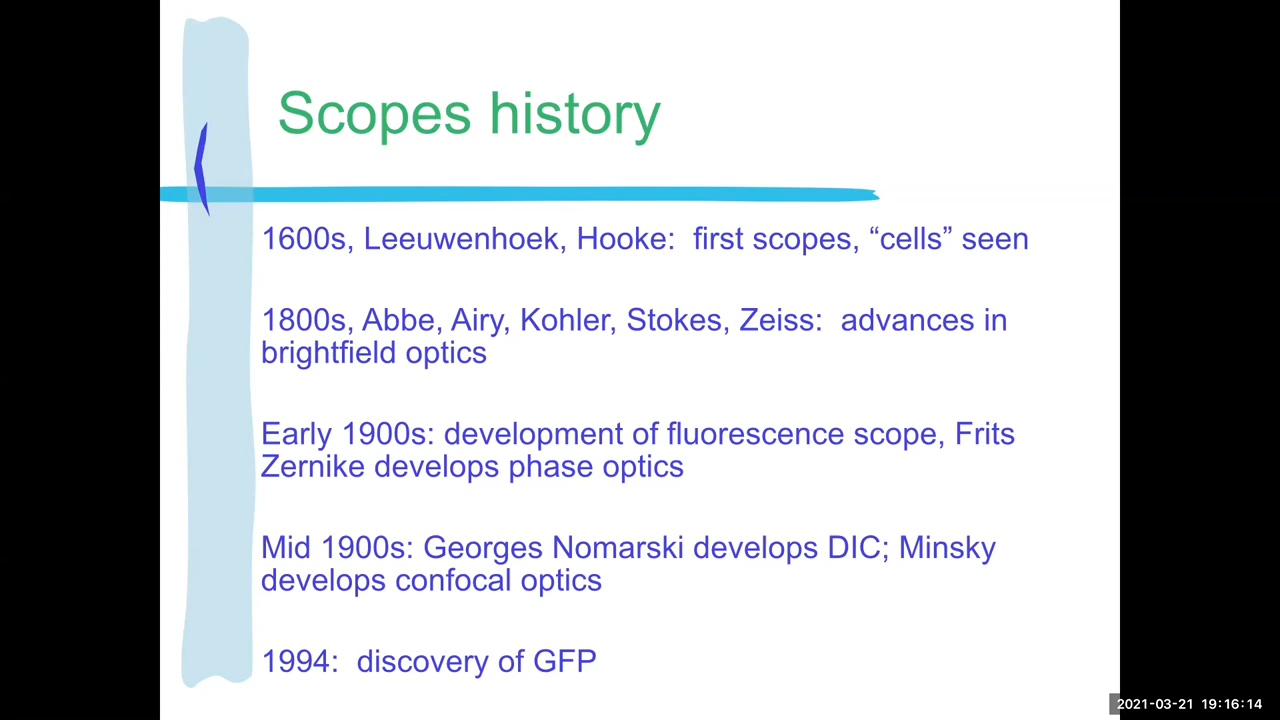 Scopes history
1600s, Leeuwenhoek, Hooke:  first scopes, “cells” seen
1800s, Abbe, Airy, Kohler, Stokes, Zeiss:  advances in
brightfield optics
Early 1900s: development of fluorescence scope, Frits
Zernike develops phase optics
Mid 1900s: Georges Nomarski develops DIC; Minsky
develops confocal optics
1994:  discovery of GFP
2021-03-21  19:16:14